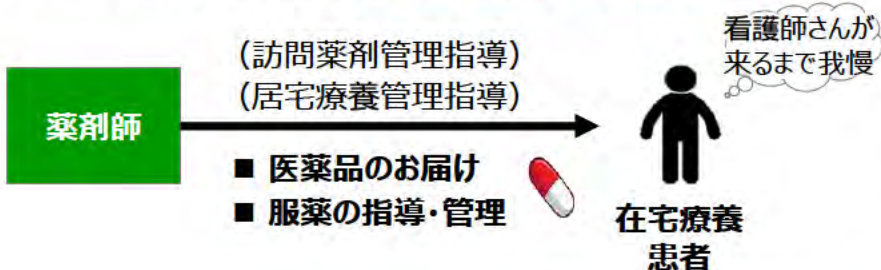 看護師さんが
来るまで我慢
(訪問薬剤管理指導)
(居宅療養管理指導)
薬剤師
■ 医薬品のお届け
■ 服薬の指導・管理
在宅療養
患者